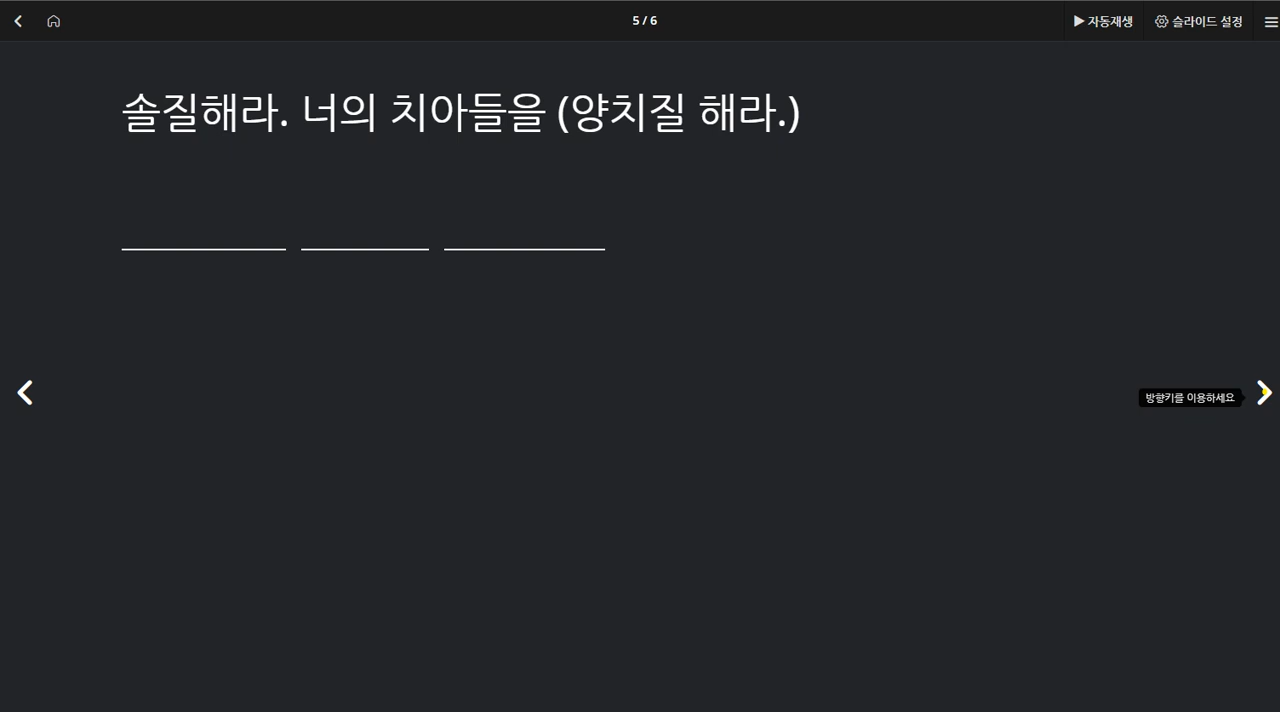 5 / 6
▶ 자동재생
슬라이드 설정
솔질해라. 너의 치아들을 (양치질 해라.)
방향키를 이용하세요